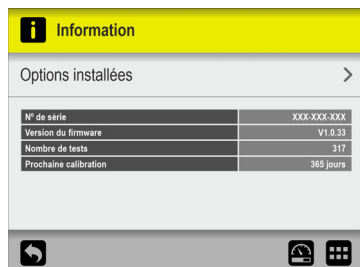 Information
Options installées
N° de série XXX-XXX-XXX
Version du firmware V1.0.33
Nombre de tests 317
Prochaine calibration 365 jours